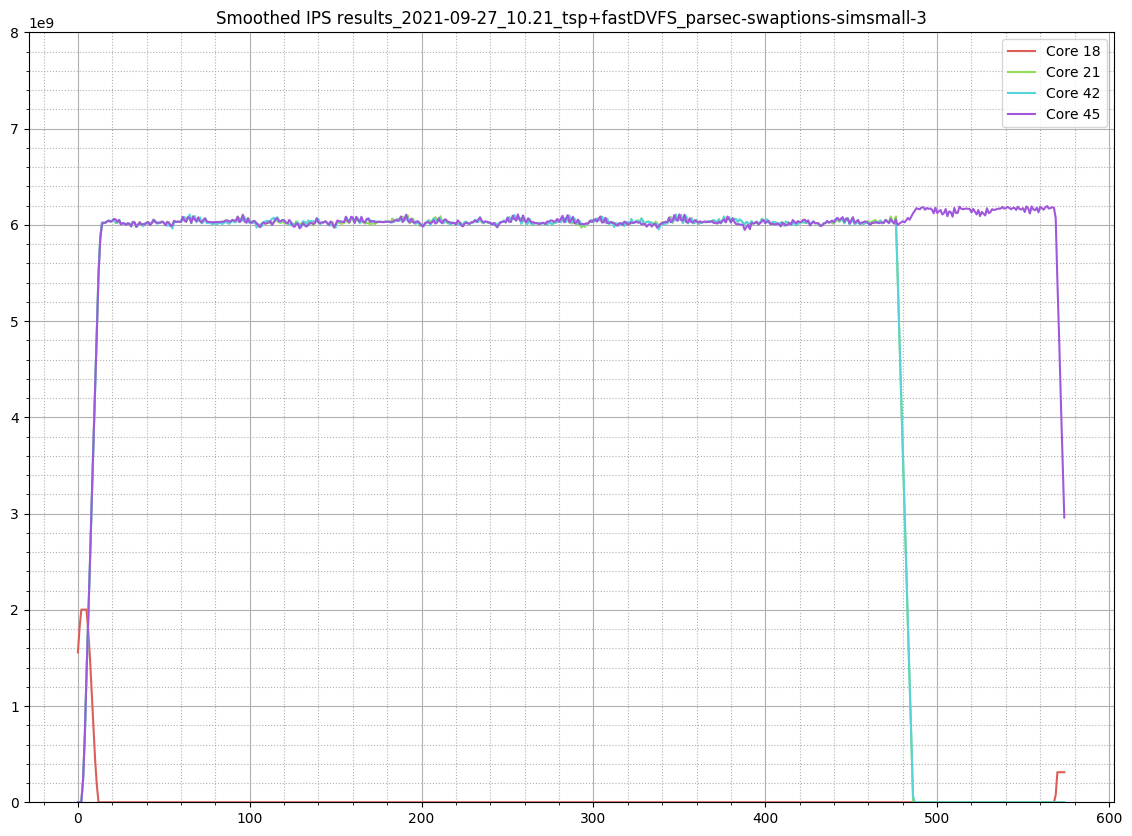 Smoothed IPS results_2021-09-27_10.21_tsp+fastDVFS_parsec-swaptions-simsmall-3
1e9
8
7
6
5
4
3
2
1
0
0 100 200 300 400 500 600
Core 18
Core 21
Core 42
Core 45